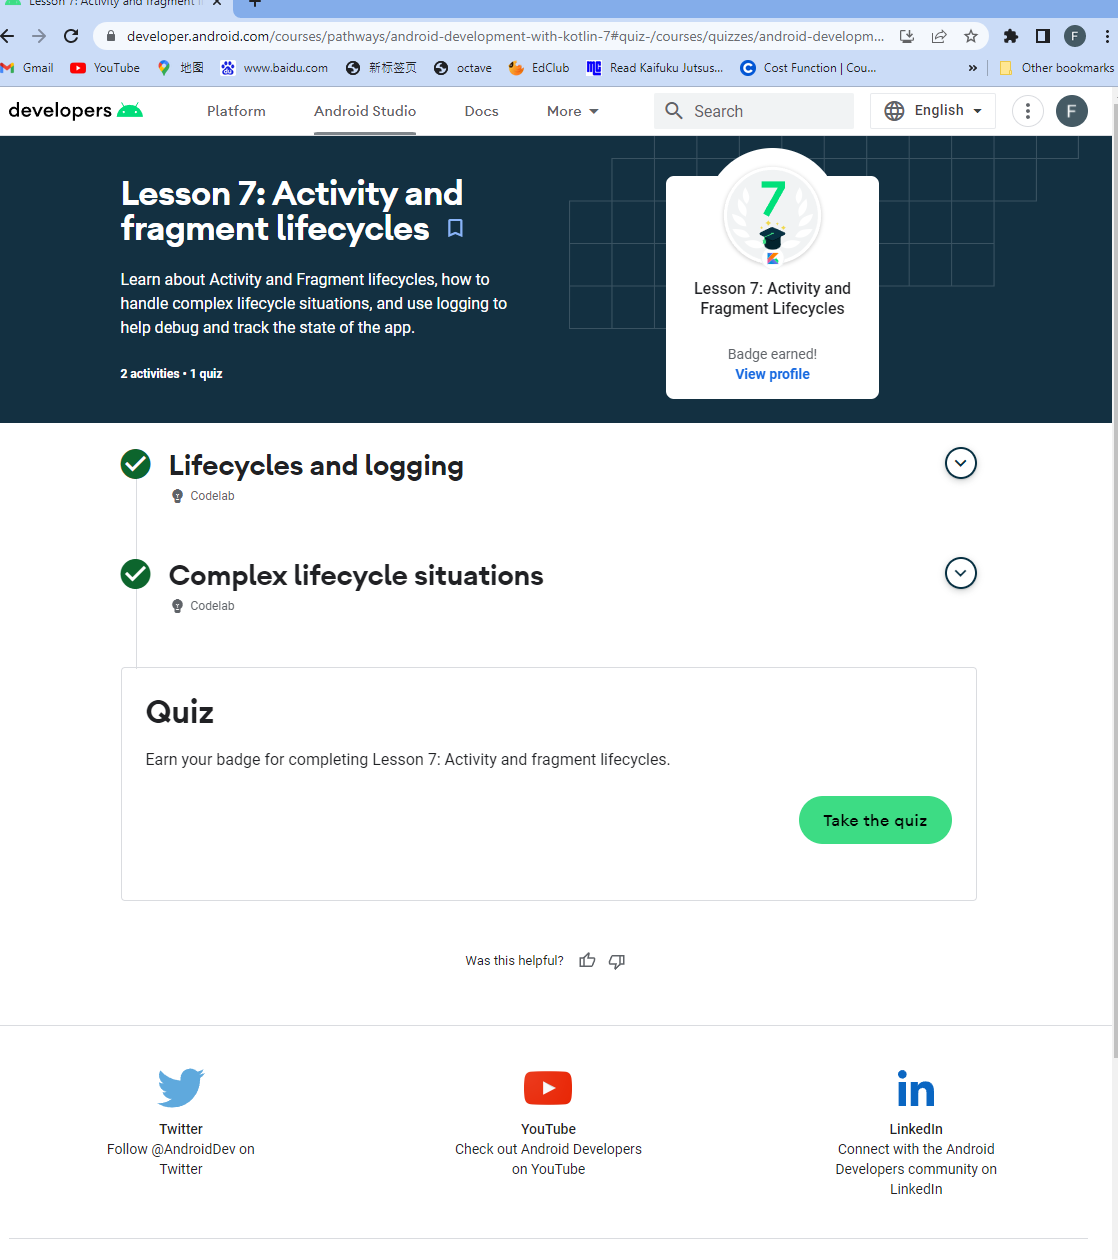 Lesson 7: Activity and fragment l
developer.android.com/courses/pathways/android-development-with-kotlin-7#quiz-/courses/quizzes/android-developm...
F
Gmail
YouTube
地图
www.baidu.com
新标签页
octave
EdClub
Read Kaifuku Jutsus...
Cost Function | Cou...
»
Other bookmarks
developers
Platform
Android Studio
Docs
More
Search
English
F
Lesson 7: Activity and
fragment lifecycles
Learn about Activity and Fragment lifecycles, how to
handle complex lifecycle situations, and use logging to
help debug and track the state of the app.
2 activities • 1 quiz
7
Lesson 7: Activity and
Fragment Lifecycles
Badge earned!
View profile
Lifecycles and logging
Codelab
Complex lifecycle situations
Codelab
Quiz
Earn your badge for completing Lesson 7: Activity and fragment lifecycles.
Take the quiz
Was this helpful?
Twitter
Follow @AndroidDev on
Twitter
YouTube
Check out Android Developers
on YouTube
in
LinkedIn
Connect with the Android
Developers community on
LinkedIn